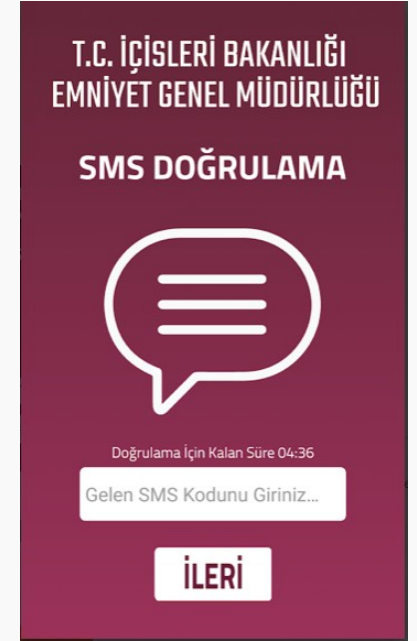 T.C. İÇİSLERİ BAKANLIĞI
EMNİYET GENEL MÜDÜRLÜĞÜ
SMS DOĞRULAMA
Doğrulama İçin Kalan Süre 04:36
Gelen SMS Kodunu Giriniz...
İLERİ